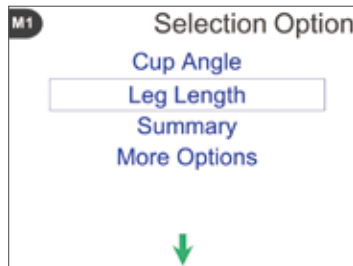 M1
Selection Option
Cup Angle
Leg Length
Summary
More Options